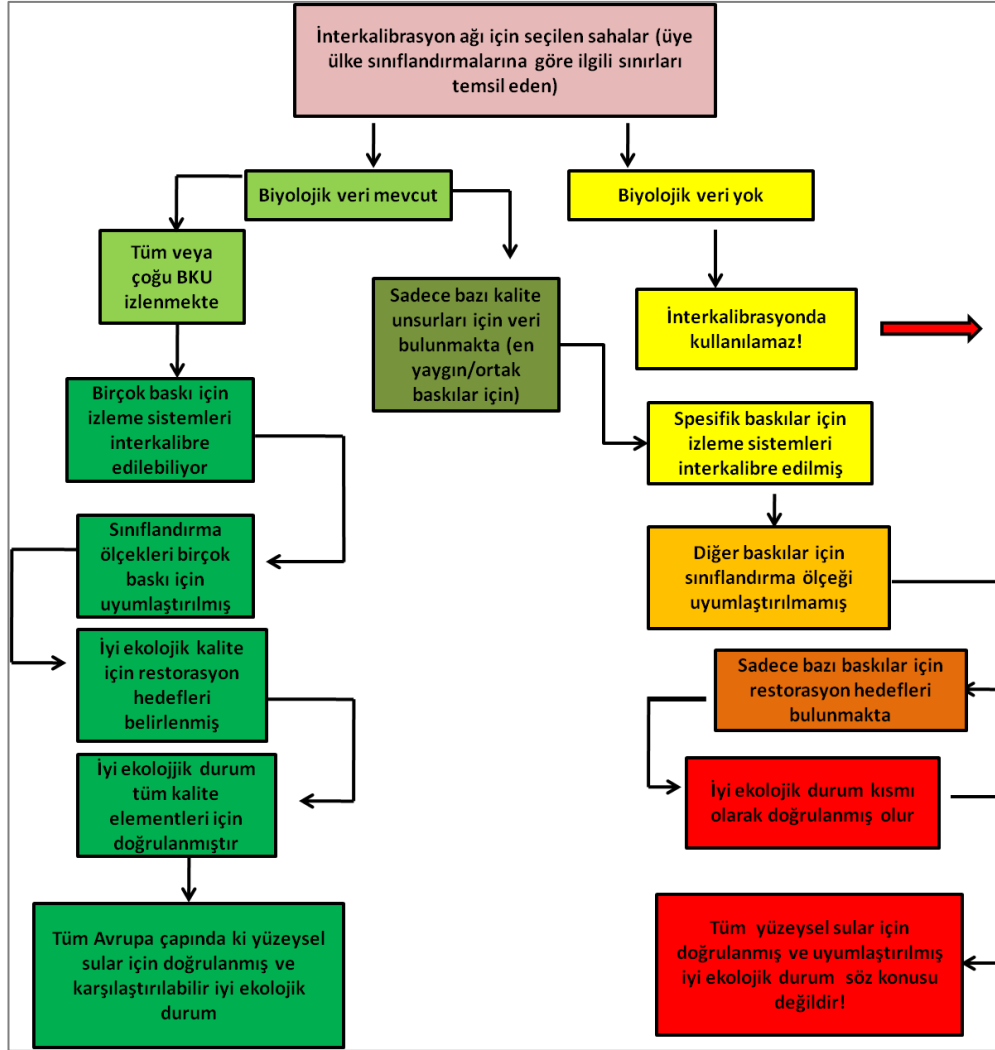 İnterkalibrasyon ağı için seçilen sahalar (üye
ülke sınıflandırmalarına göre ilgili sınırları
temsil eden)
Biyolojik veri mevcut
Biyolojik veri yok
Tüm veya
çoğu BKU
izlenmekte
Sadece bazı kalite
unsurları için veri
bulunmakta (en
yaygın/ortak
baskılar için)
İnterkalibrasyonda
kullanılamaz!
Birçok baskı için
izleme sistemleri
interkalibre
edilebiliyor
Spesifik baskılar için
izleme sistemleri
interkalibre edilmiş
Sınıflandırma
ölçekleri birçok
baskı için
uyumlaştırılmış
Diğer baskılar için
sınıflandırma ölçeği
uyumlaştırılmamış
İyi ekolojik kalite
için restorasyon
hedefleri
belirlenmiş
Sadece bazı baskılar için
restorasyon hedefleri
bulunmakta
İyi ekolojjik durum
tüm kalite
elementleri için
doğrulanmıştır
İyi ekolojik durum kısmı
olarak doğrulanmış olur
Tüm Avrupa çapında ki yüzeysel
sular için doğrulanmış ve
karşılaştırılabilir iyi ekolojik
durum
Tüm yüzeysel sular için
doğrulanmış ve uyumlaştırılmış
iyi ekolojik durum söz konusu
değildir!